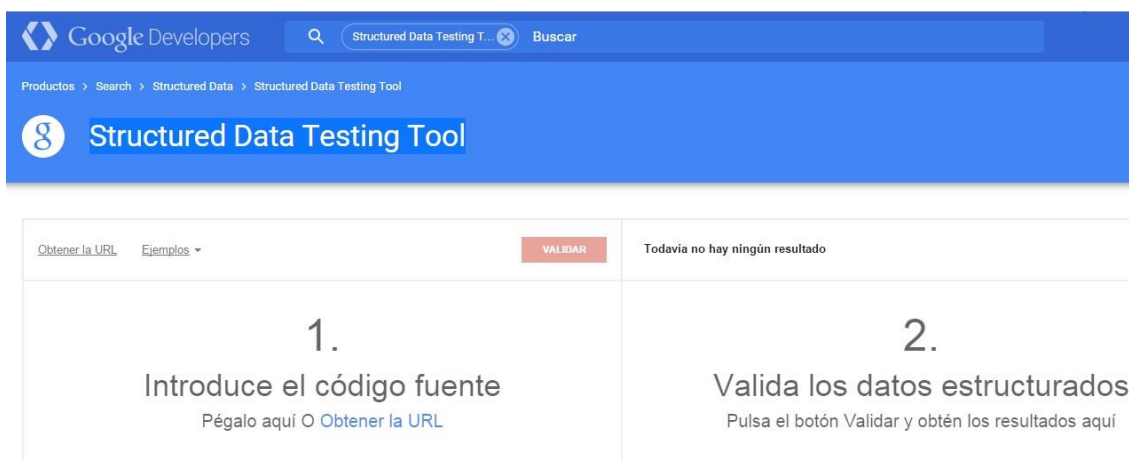 Google Developers
Structured Data Testing T...
Buscar
Productos > Search > Structured Data > Structured Data Testing Tool
g
Structured Data Testing Tool
Obtener la URL
Ejemplos
VALIDAR
Todavía no hay ningún resultado
1.
Introduce el código fuente
Pégalo aquí O Obtener la URL
2.
Valida los datos estructurados
Pulsa el botón Validar y obtén los resultados aquí